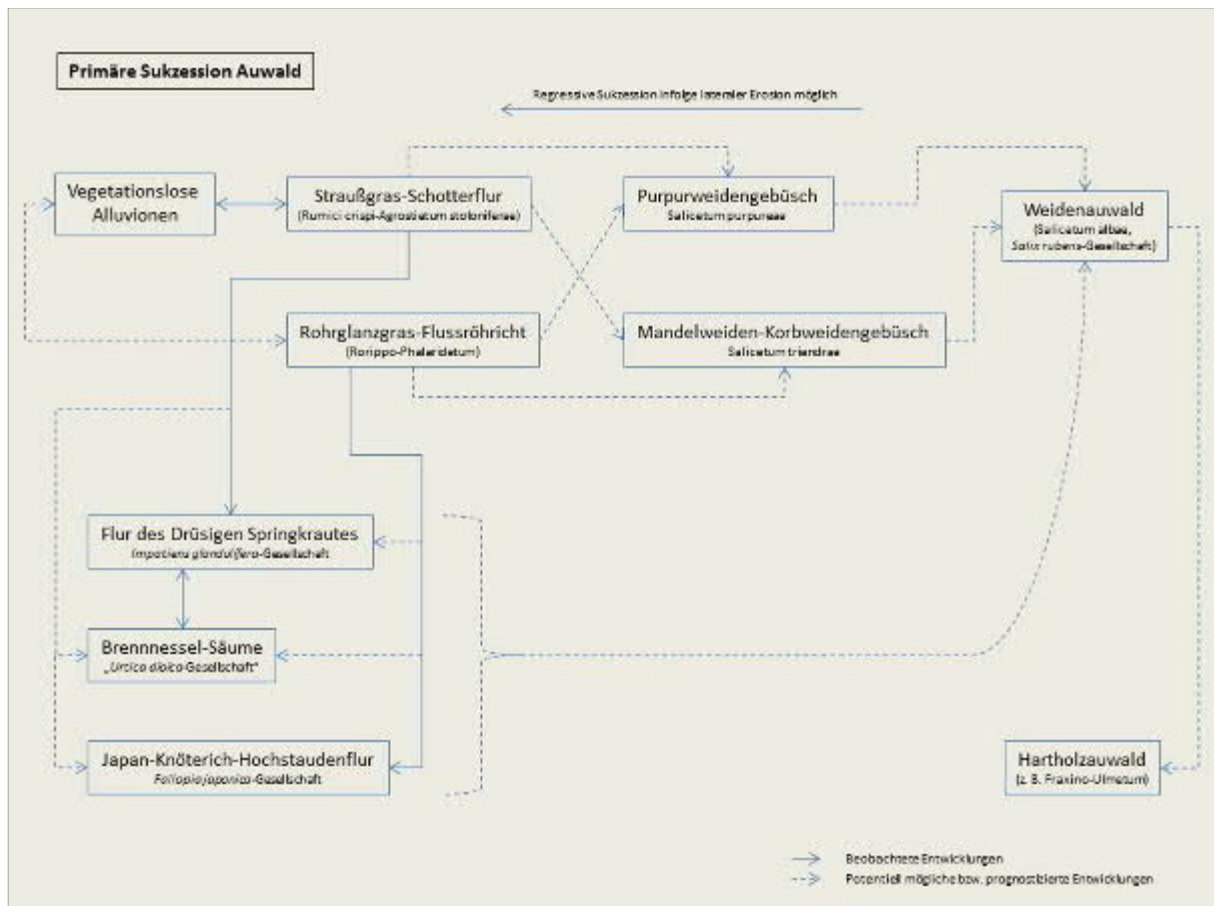 Primäre Sukzession Auwald
Regressive Sukzession infolge lateraler Erosion möglich
Vegetationslose
Alluvionen
Straußgras-Schotterflur
(Rumici crispi-Agrostietum stoloniferae)
Purpurweidengebüsch
Salicetum purpureae
Weidenauwald
(Salicetum albae,
Salix rubens-Gesellschaft)
Rohrglanzgras-Flussröhricht
(Rorippo-Phalaridetum)
Mandelweiden-Korbweidengebüsch
Salicetum triandrae
Flur des Drüsigen Springkrautes
Impatiens glandulifera-Gesellschaft
Brennnessel-Säume
„Urtica dioica-Gesellschaft“
Japan-Knöterich-Hochstaudenflur
Fallopia japonica-Gesellschaft
Hartholzauwald
(z. B. Fraxino-Ulmetum)
Beobachtete Entwicklungen
Potentiell mögliche bzw. prognostizierte Entwicklungen